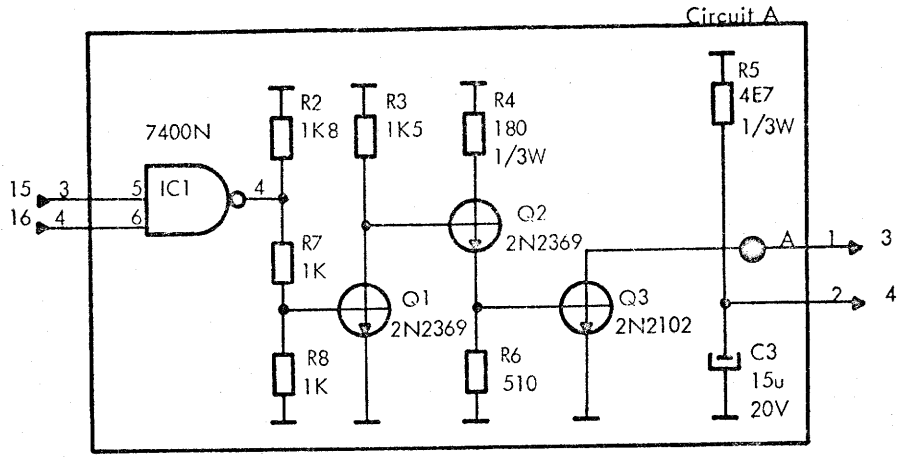 Circuit A
7400N
R2
1K8
R3
1K5
R4
180
1/3W
R5
4E7
1/3W
15
3
5
IC1
4
16
4
6
Q2
2N2369
R7
1K
A
1
3
Q1
2N2369
Q3
2N2102
2
4
R8
1K
R6
510
C3
15u
20V